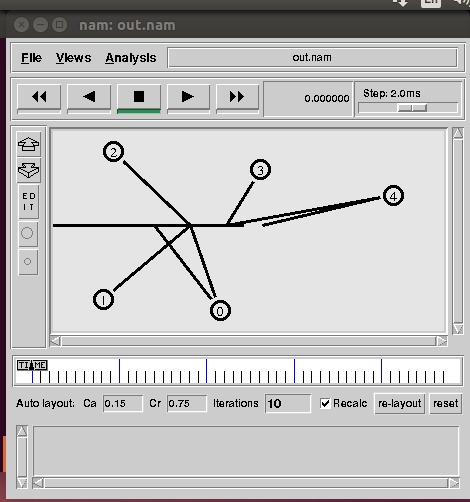 En
nam: out.nam
File Views Analysis out.nam
0.000000 Step: 2.0ms
2
3
E D
I T
4
1
0
TIME
Auto layout: Ca 0.15 Cr 0.75 Iterations 10 Recalc re-layout reset